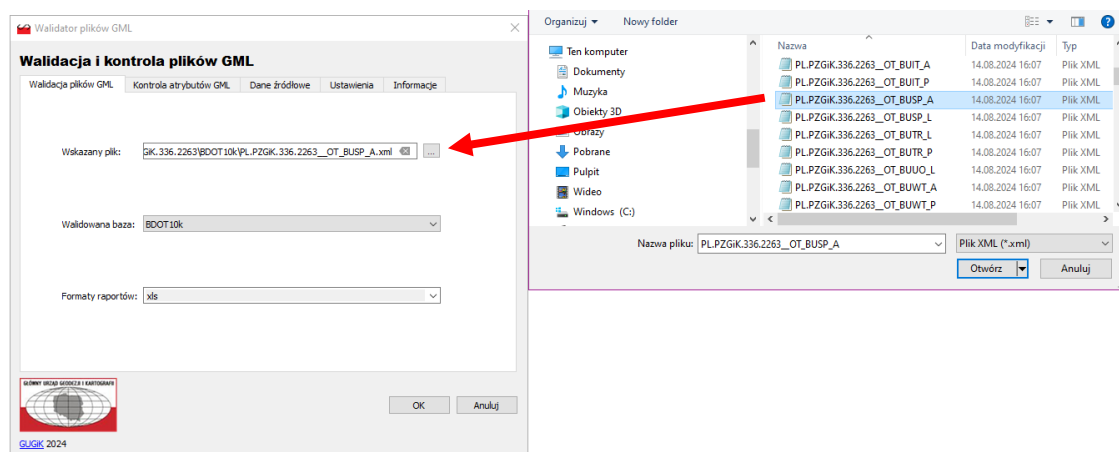 Walidator plików GML
Walidacja i kontrola plików GML
Walidacja plików GML Kontrola atrybutów GML Dane źródłowe Ustawienia Informacje
Wskazany plik: GiK.336.2263\BDOT10k\PL.PZGiK.336.2263__OT_BUSP_A.xml ...
Walidowana baza: BDOT10k
Formaty raportów: xls
GŁÓWNY URZĄD GEODEZJI I KARTOGRAFII
OK Anuluj
GUGiK 2024
Organizuj Nowy folder ?
Ten komputer
Dokumenty
Muzyka
Obiekty 3D
Obrazy
Pobrane
Pulpit
Wideo
Windows (C:)
Nazwa Data modyfikacji Typ
PL.PZGiK.336.2263__OT_BUIT_A 14.08.2024 16:07 Plik XML
PL.PZGiK.336.2263__OT_BUIT_P 14.08.2024 16:07 Plik XML
PL.PZGiK.336.2263__OT_BUSP_A 14.08.2024 16:07 Plik XML
PL.PZGiK.336.2263__OT_BUSP_L 14.08.2024 16:07 Plik XML
PL.PZGiK.336.2263__OT_BUTR_L 14.08.2024 16:07 Plik XML
PL.PZGiK.336.2263__OT_BUTR_P 14.08.2024 16:07 Plik XML
PL.PZGiK.336.2263__OT_BUUO_L 14.08.2024 16:07 Plik XML
PL.PZGiK.336.2263__OT_BUWT_A 14.08.2024 16:07 Plik XML
PL.PZGiK.336.2263__OT_BUWT_P 14.08.2024 16:07 Plik XML
Nazwa pliku: PL.PZGiK.336.2263__OT_BUSP_A Plik XML (*.xml)
Otwórz Anuluj